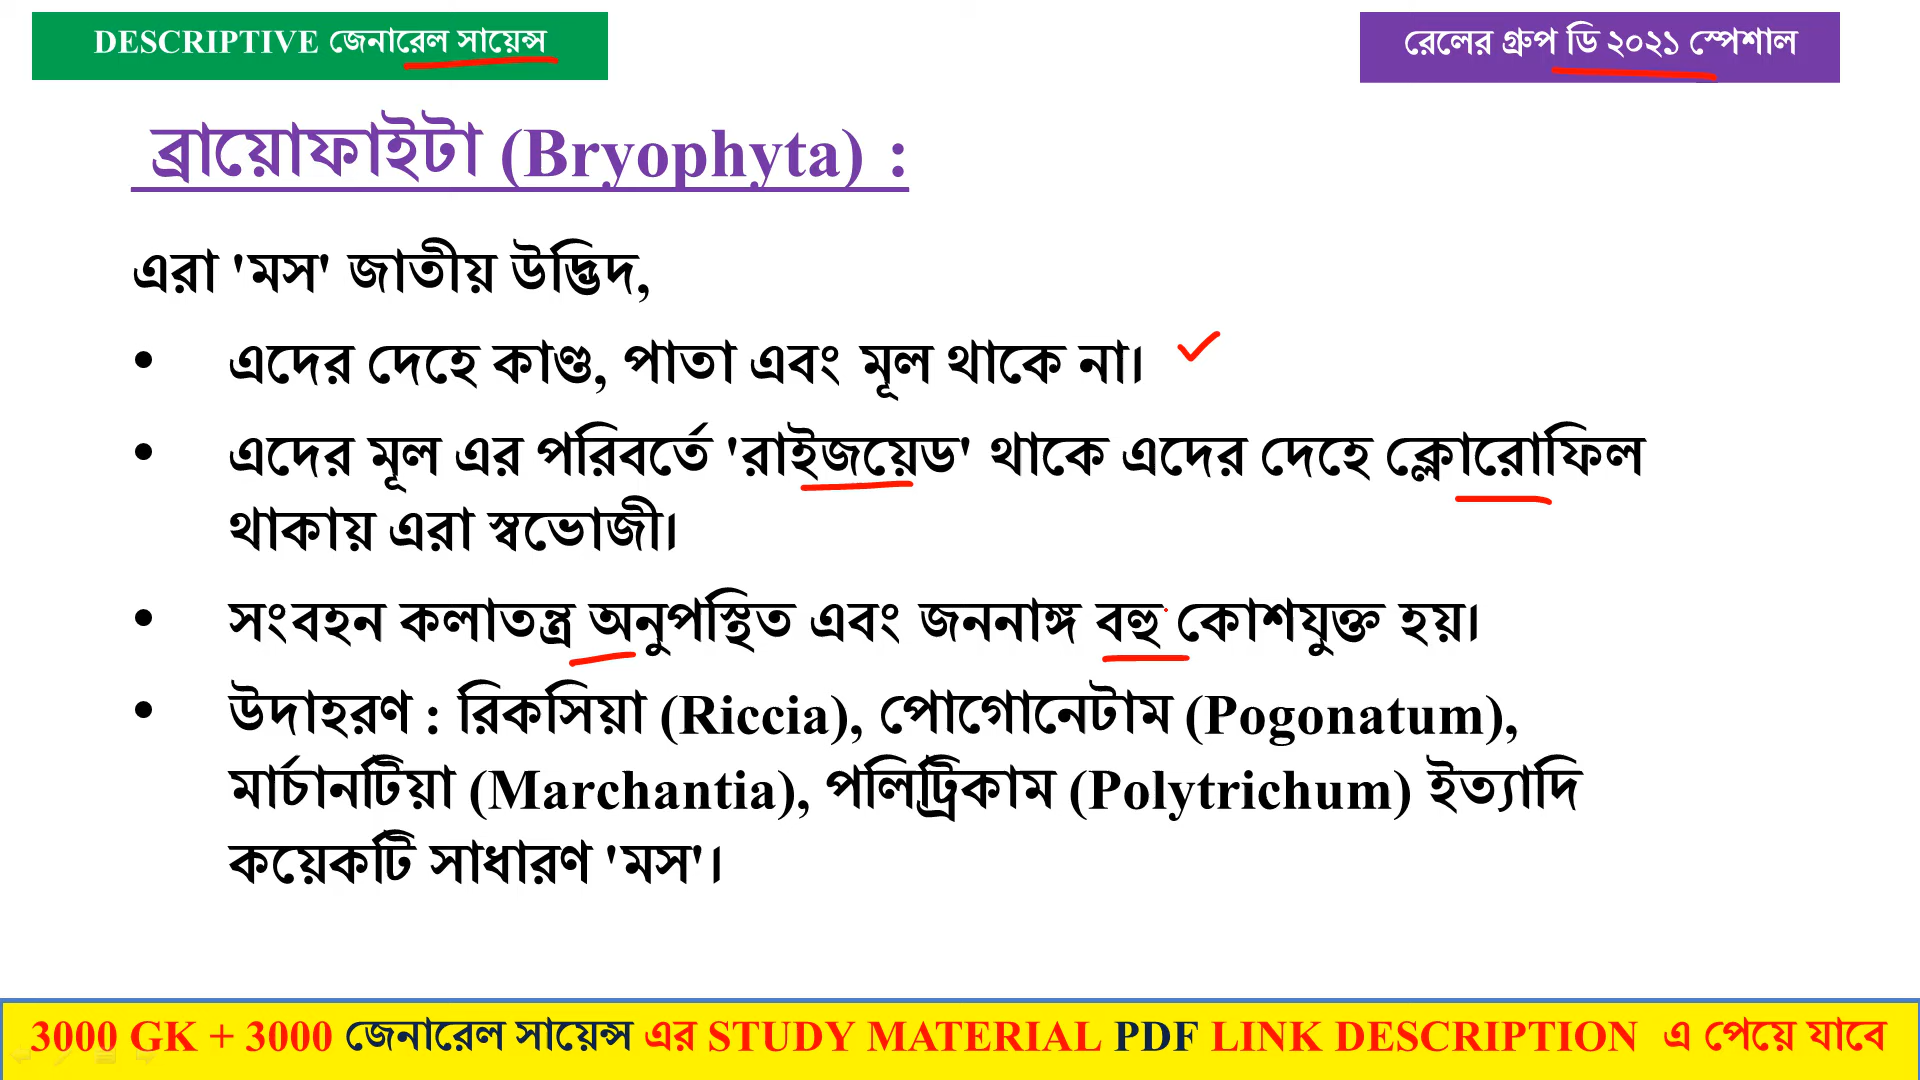 DESCRIPTIVE জেনারেল সায়েন্স
রেলের গ্রুপ ডি ২০২১ স্পেশাল
ব্রায়োফাইটা (Bryophyta) :
এরা 'মস' জাতীয় উদ্ভিদ,
• এদের দেহে কাণ্ড, পাতা এবং মূল থাকে না।
• এদের মূল এর পরিবর্তে 'রাইজয়েড' থাকে এদের দেহে ক্লোরোফিল
থাকায় এরা স্বভোজী।
• সংবহন কলাতন্ত্র অনুপস্থিত এবং জননাঙ্গ বহু কোশযুক্ত হয়।
• উদাহরণ : রিকসিয়া (Riccia), পোগোনেটাম (Pogonatum),
মার্চানটিয়া (Marchantia), পলিট্রিকাম (Polytrichum) ইত্যাদি
কয়েকটি সাধারণ 'মস'।
3000 GK + 3000 জেনারেল সায়েন্স এর STUDY MATERIAL PDF LINK DESCRIPTION এ পেয়ে যাবে